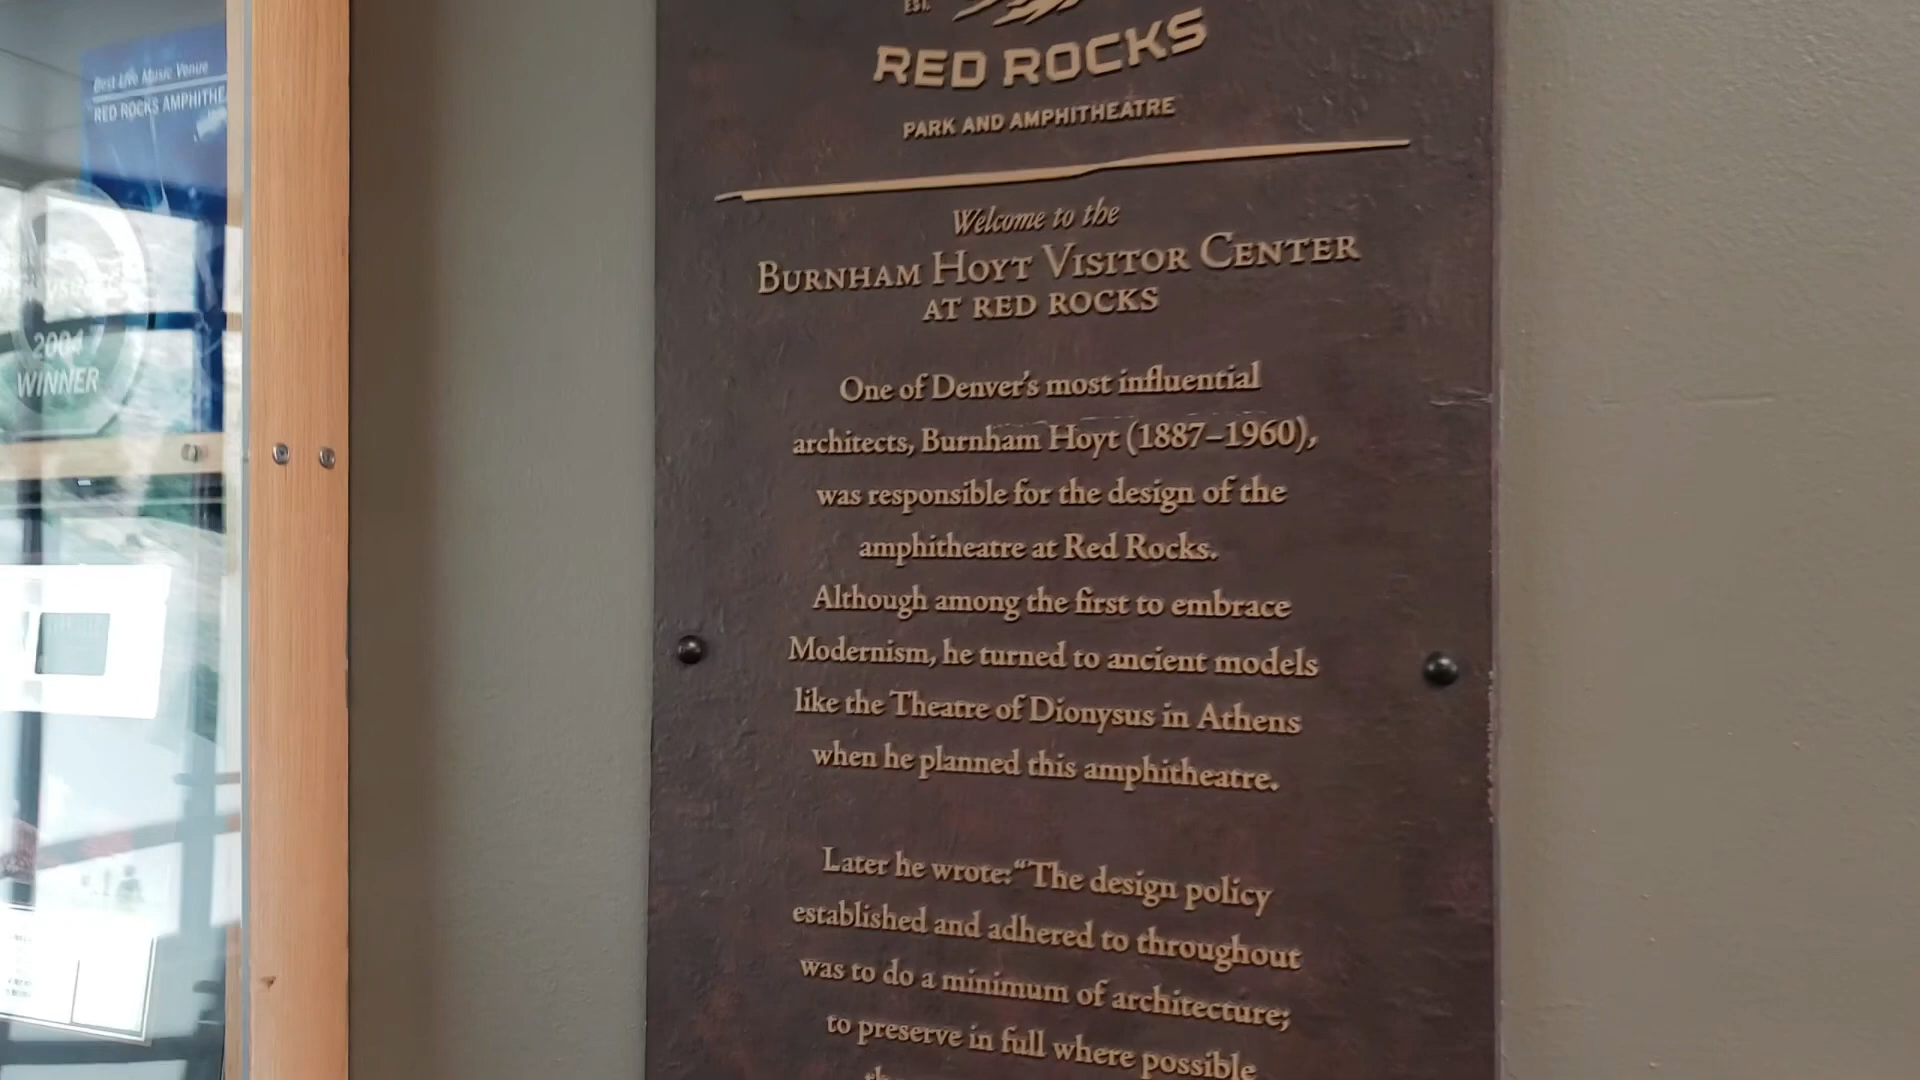 Best Live Music Venue
RED ROCKS AMPHITHE
2004
WINNER
EST.
RED ROCKS
PARK AND AMPHITHEATRE
Welcome to the
BURNHAM HOYT VISITOR CENTER
AT RED ROCKS
One of Denver's most influential
architects, Burnham Hoyt (1887–1960),
was responsible for the design of the
amphitheatre at Red Rocks.
Although among the first to embrace
Modernism, he turned to ancient models
like the Theatre of Dionysus in Athens
when he planned this amphitheatre.
Later he wrote: “The design policy
established and adhered to throughout
was to do a minimum of architecture;
to preserve in full where possible